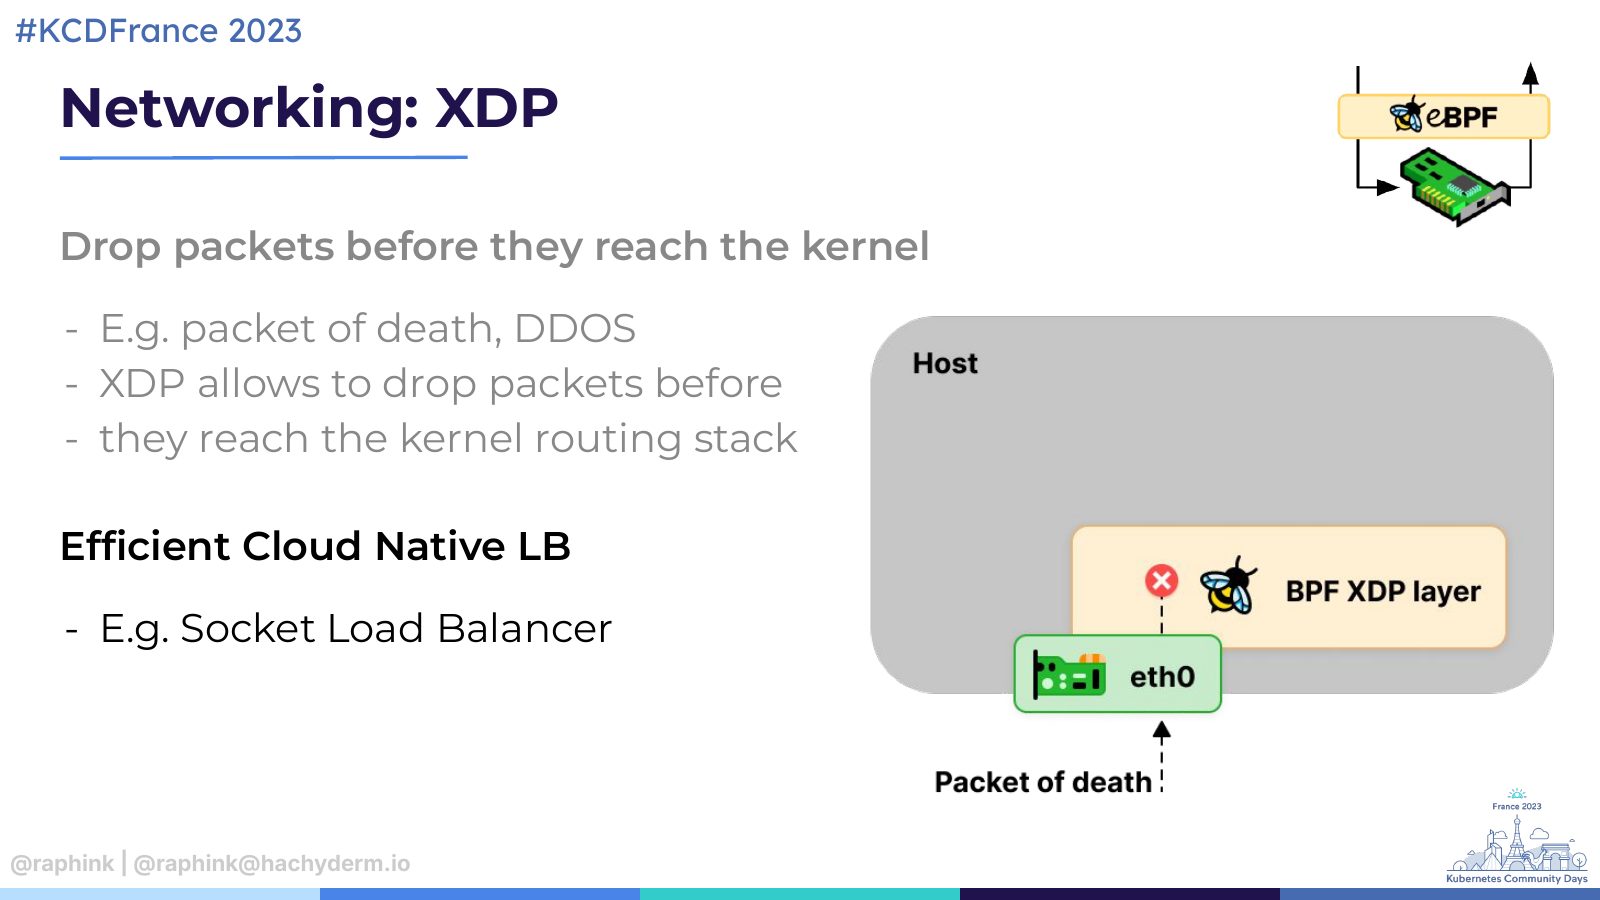 #KCDFrance 2023
Networking: XDP
eBPF
Drop packets before they reach the kernel
- E.g. packet of death, DDOS
- XDP allows to drop packets before
- they reach the kernel routing stack
Efficient Cloud Native LB
- E.g. Socket Load Balancer
Host
BPF XDP layer
eth0
Packet of death
France 2023
Kubernetes Community Days
@raphink | @raphink@hachyderm.io